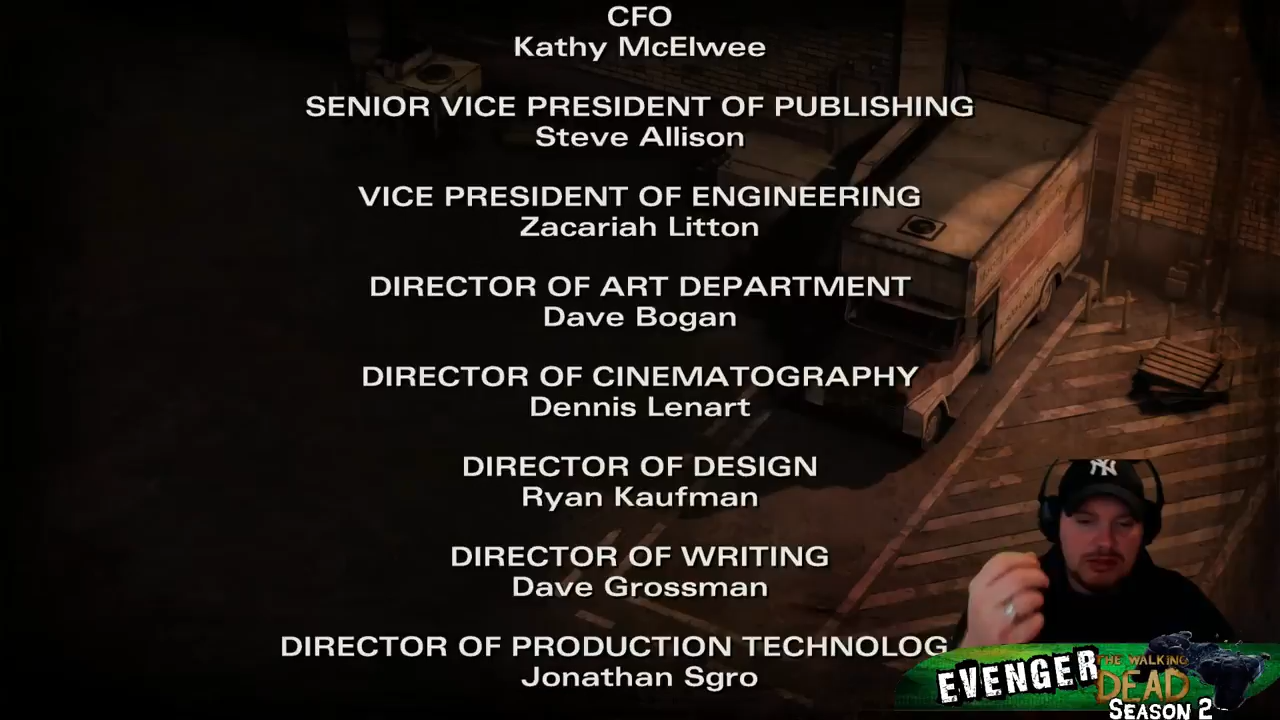 CFO
Kathy McElwee
SENIOR VICE PRESIDENT OF PUBLISHING
Steve Allison
VICE PRESIDENT OF ENGINEERING
Zacariah Litton
DIRECTOR OF ART DEPARTMENT
Dave Bogan
DIRECTOR OF CINEMATOGRAPHY
Dennis Lenart
DIRECTOR OF DESIGN
Ryan Kaufman
DIRECTOR OF WRITING
Dave Grossman
DIRECTOR OF PRODUCTION TECHNOLOG
Jonathan Sgro
NY
EVENGER
THE WALKING
DEAD
SEASON 2